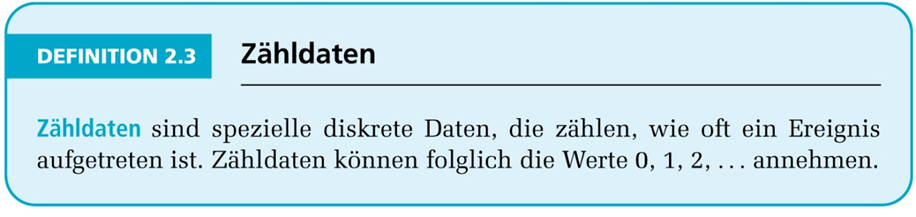 DEFINITION 2.3 Zähldaten
Zähldaten sind spezielle diskrete Daten, die zählen, wie oft ein Ereignis
aufgetreten ist. Zähldaten können folglich die Werte 0, 1, 2, … annehmen.